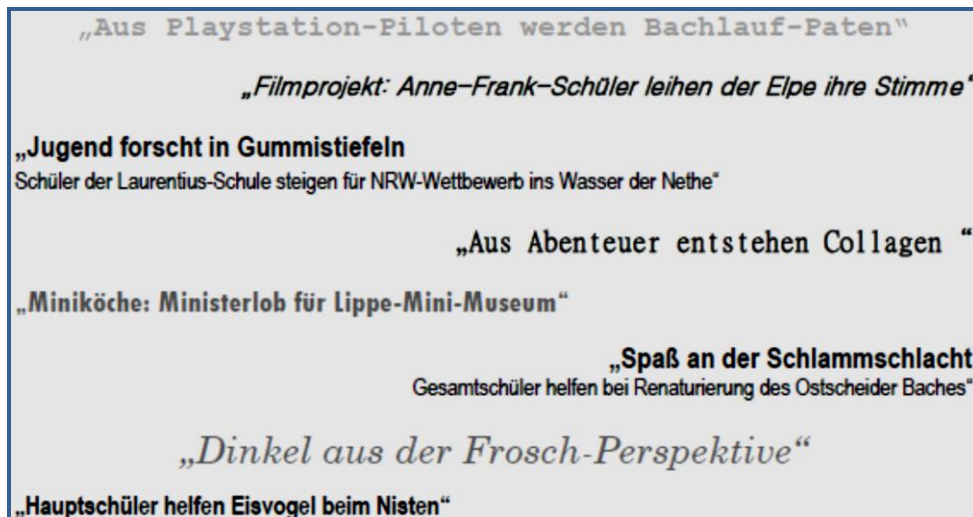 „Aus Playstation-Piloten werden Bachlauf-Paten“
„Filmprojekt: Anne-Frank-Schüler leihen der Elpe ihre Stimme“
„Jugend forscht in Gummistiefeln
Schüler der Laurentius-Schule steigen für NRW-Wettbewerb ins Wasser der Nethe“
„Aus Abenteuer entstehen Collagen “
„Miniköche: Ministerlob für Lippe-Mini-Museum“
„Spaß an der Schlammschlacht
Gesamtschüler helfen bei Renaturierung des Ostscheider Baches“
„Dinkel aus der Frosch-Perspektive“
„Hauptschüler helfen Eisvogel beim Nisten“